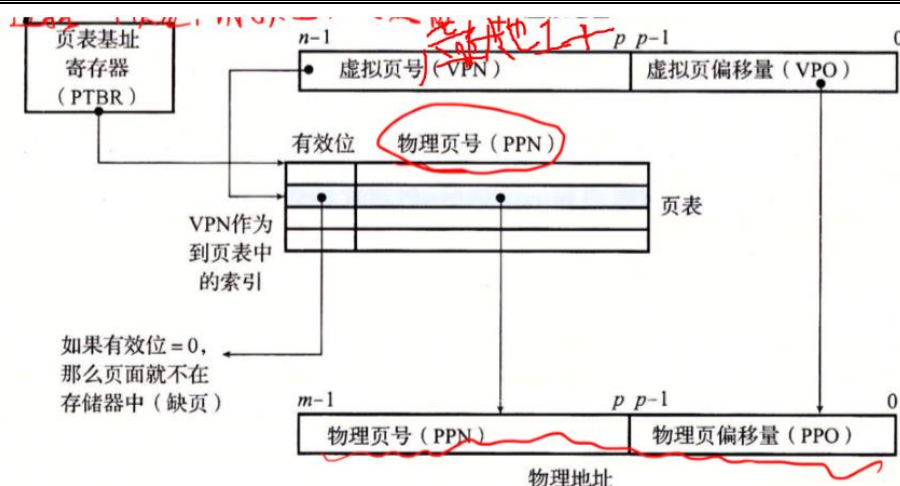 页表基址
寄存器
（PTBR）
n-1
p p-1
0
虚拟页号（VPN）
虚拟页偏移量（VPO）
有效位
物理页号（PPN）
页表
VPN作为
到页表中
的索引
如果有效位=0，
那么页面就不在
存储器中（缺页）
m-1
p p-1
0
物理页号（PPN）
物理页偏移量（PPO）
物理地址